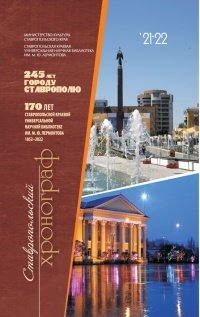 МИНИСТЕРСТВО КУЛЬТУРЫ
СТАВРОПОЛЬСКОГО КРАЯ
СТАВРОПОЛЬСКАЯ КРАЕВАЯ
УНИВЕРСАЛЬНАЯ НАУЧНАЯ БИБЛИОТЕКА
ИМ. М. Ю. ЛЕРМОНТОВА
'21-22
245 ЛЕТ
ГОРОДУ
СТАВРОПОЛЮ
170 ЛЕТ
СТАВРОПОЛЬСКОЙ КРАЕВОЙ
УНИВЕРСАЛЬНОЙ
НАУЧНОЙ БИБЛИОТЕКЕ
ИМ. М. Ю. ЛЕРМОНТОВА
1852–2022
Ставропольский
хронограф